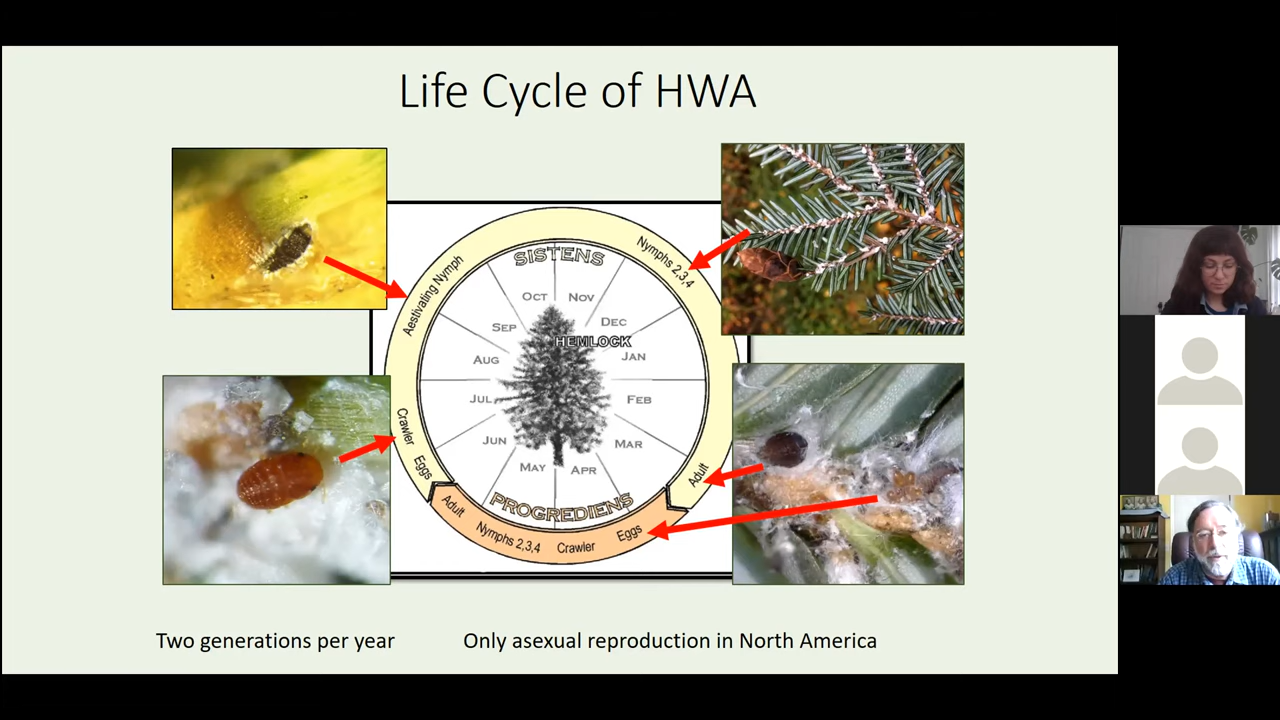 Life Cycle of HWA
SISTENS
Nymphs 2,3,4
Aestivating Nymph
OCT
NOV
SEP
DEC
HEMLOCK
AUG
JAN
JUL
FEB
Crawler
JUN
MAR
Eggs
MAY
APR
Adult
PROGREDIENS
Adult
Nymphs 2,3,4
Crawler
Eggs
Two generations per year
Only asexual reproduction in North America